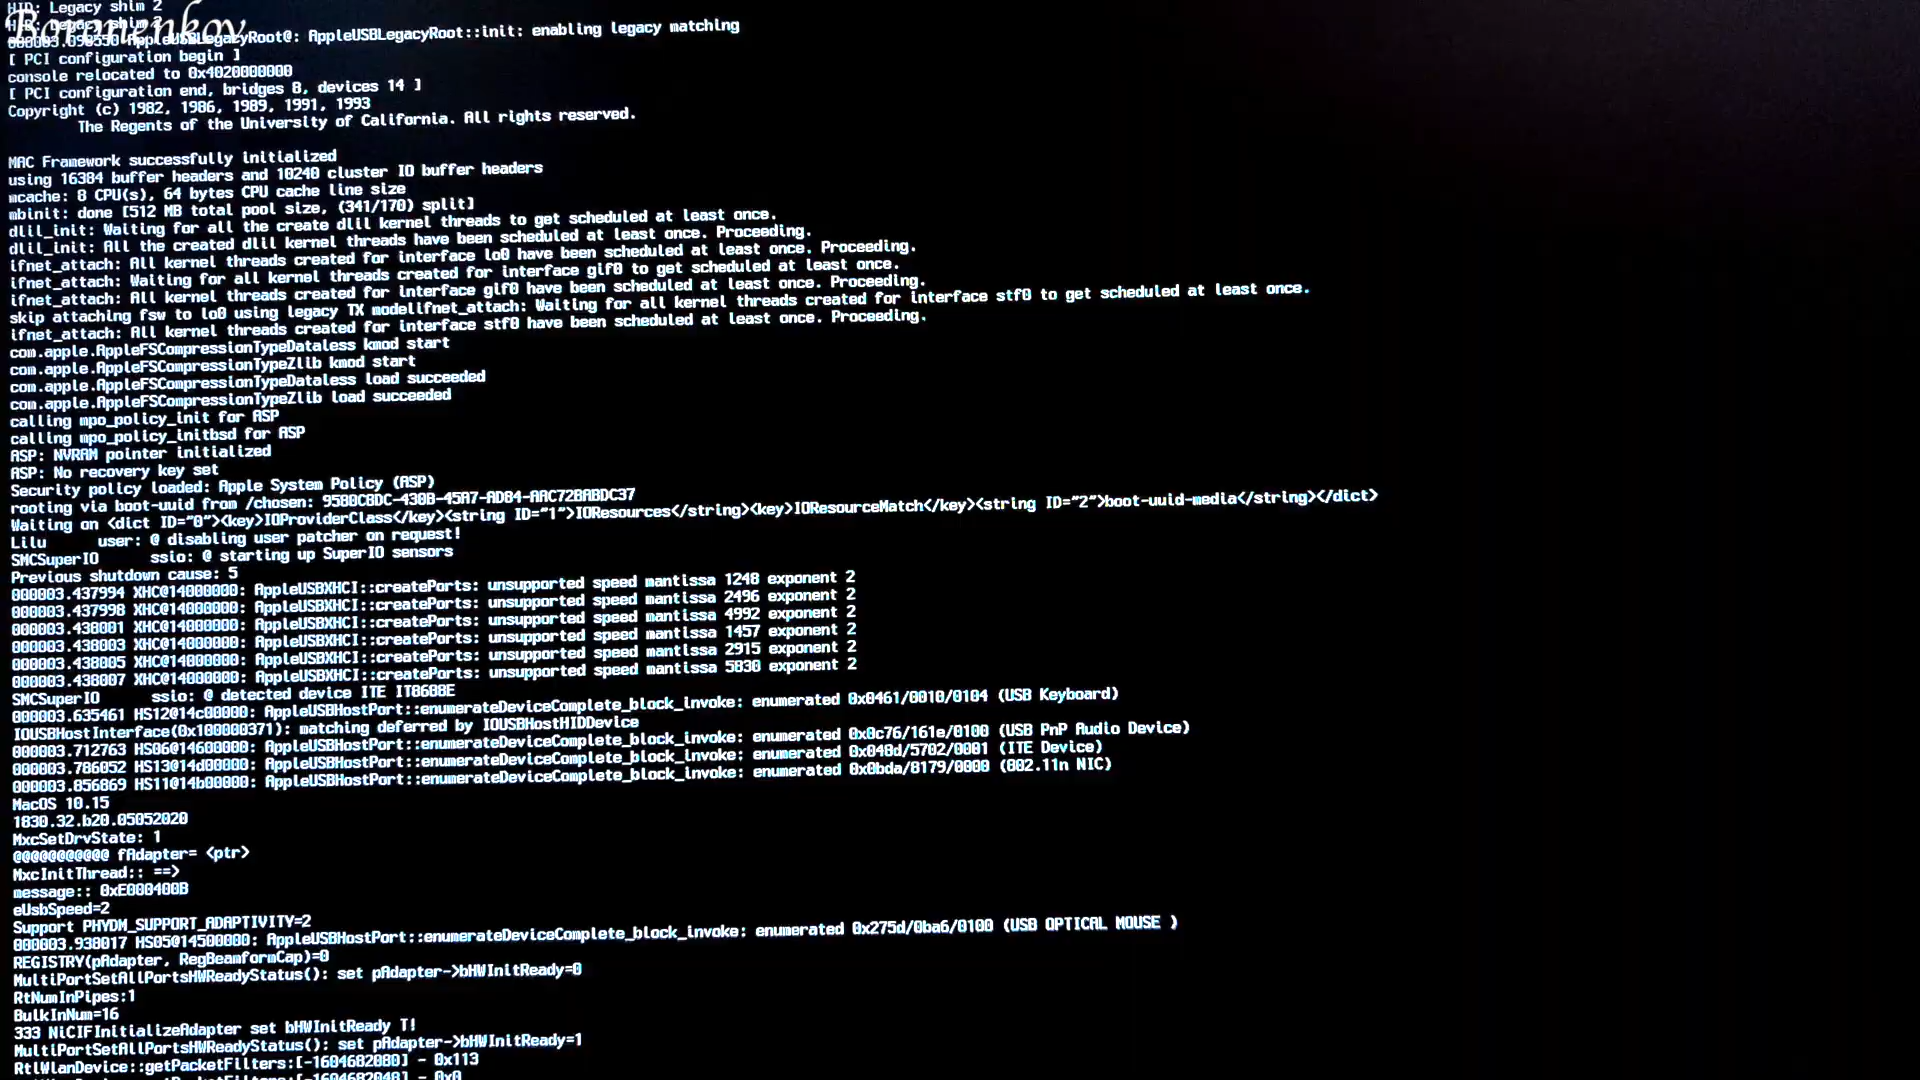 HID: Legacy shim 2
Boronenkov
000003.098550 AppleUSBLegacyRoot@: AppleUSBLegacyRoot::init: enabling legacy matching
[ PCI configuration begin ]
console relocated to 0x4020000000
[ PCI configuration end, bridges 8, devices 14 ]
Copyright (c) 1982, 1986, 1989, 1991, 1993
The Regents of the University of California. All rights reserved.
MAC Framework successfully initialized
using 16384 buffer headers and 10240 cluster IO buffer headers
mcache: 8 CPU(s), 64 bytes CPU cache line size
mbinit: done [512 MB total pool size, (341/170) split]
dlil_init: Waiting for all the create dlil kernel threads to get scheduled at least once.
dlil_init: All the created dlil kernel threads have been scheduled at least once. Proceeding.
ifnet_attach: All kernel threads created for interface lo0 have been scheduled at least once. Proceeding.
ifnet_attach: Waiting for all kernel threads created for interface gif0 to get scheduled at least once.
ifnet_attach: All kernel threads created for interface gif0 have been scheduled at least once. Proceeding.
skip attaching fsw to lo0 using legacy TX modelifnet_attach: Waiting for all kernel threads created for interface stf0 to get scheduled at least once.
ifnet_attach: All kernel threads created for interface stf0 have been scheduled at least once. Proceeding.
com.apple.AppleFSCompressionTypeDataless kmod start
com.apple.AppleFSCompressionTypeZlib kmod start
com.apple.AppleFSCompressionTypeDataless load succeeded
com.apple.AppleFSCompressionTypeZlib load succeeded
calling mpo_policy_init for ASP
calling mpo_policy_initbsd for ASP
ASP: NVRAM pointer initialized
ASP: No recovery key set
Security policy loaded: Apple System Policy (ASP)
rooting via boot-uuid from /chosen: 9580C8DC-430B-45A7-AD84-AAC72BABDC37
Waiting on <dict ID="0"><key>IOProviderClass</key><string ID="1">IOResources</string><key>IOResourceMatch</key><string ID="2">boot-uuid-media</string></dict>
Lilu user: @ disabling user patcher on request!
SMCSuperIO ssio: @ starting up SuperIO sensors
Previous shutdown cause: 5
000003.437994 XHC@14000000: AppleUSBXHCI::createPorts: unsupported speed mantissa 1248 exponent 2
000003.437998 XHC@14000000: AppleUSBXHCI::createPorts: unsupported speed mantissa 2496 exponent 2
000003.438001 XHC@14000000: AppleUSBXHCI::createPorts: unsupported speed mantissa 4992 exponent 2
000003.438003 XHC@14000000: AppleUSBXHCI::createPorts: unsupported speed mantissa 1457 exponent 2
000003.438005 XHC@14000000: AppleUSBXHCI::createPorts: unsupported speed mantissa 2915 exponent 2
000003.438007 XHC@14000000: AppleUSBXHCI::createPorts: unsupported speed mantissa 5830 exponent 2
SMCSuperIO ssio: @ detected device ITE IT8688E
000003.635461 HS12@14c00000: AppleUSBHostPort::enumerateDeviceComplete_block_invoke: enumerated 0x0461/0010/0104 (USB Keyboard)
IOUSBHostInterface(0x100000371): matching deferred by IOUSBHostHIDDevice
000003.712763 HS06@14600000: AppleUSBHostPort::enumerateDeviceComplete_block_invoke: enumerated 0x0c76/161e/0100 (USB PnP Audio Device)
000003.786052 HS13@14d00000: AppleUSBHostPort::enumerateDeviceComplete_block_invoke: enumerated 0x048d/5702/0001 (ITE Device)
000003.856869 HS11@14b00000: AppleUSBHostPort::enumerateDeviceComplete_block_invoke: enumerated 0x0bda/8179/0000 (802.11n NIC)
MacOS 10.15
1830.32.b20.05052020
MxcSetDrvState: 1
@@@@@@@@@@@ fAdapter= <ptr>
MxcInitThread:: ==>
message:: 0xE000400B
eUsbSpeed=2
Support PHYDM_SUPPORT_ADAPTIVITY=2
000003.938017 HS05@14500000: AppleUSBHostPort::enumerateDeviceComplete_block_invoke: enumerated 0x275d/0ba6/0100 (USB OPTICAL MOUSE )
REGISTRY(pAdapter, RegBeamformCap)=0
MultiPortSetAllPortsHWReadyStatus(): set pAdapter->bHWInitReady=0
RtNumInPipes:1
BulkInNum=16
333 NiCIFInitializeAdapter set bHWInitReady T!
MultiPortSetAllPortsHWReadyStatus(): set pAdapter->bHWInitReady=1
RtlWlanDevice::getPacketFilters:[-1604682080] - 0x113